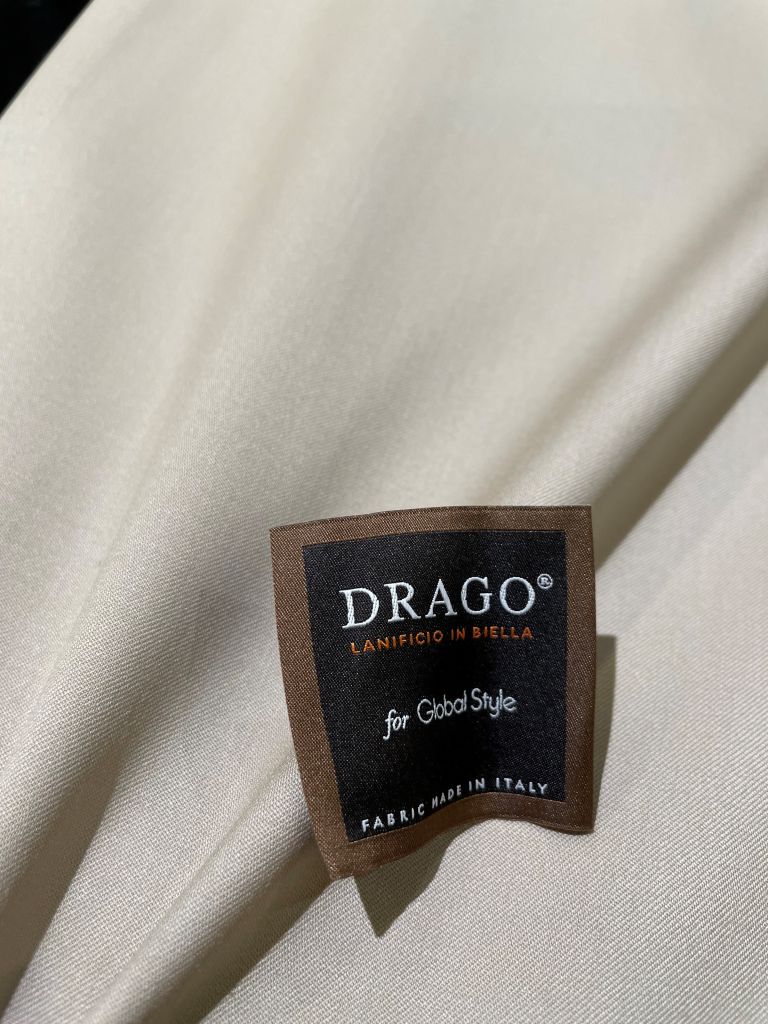 DRAGO®
LANIFICIO IN BIELLA
for Global Style
FABRIC MADE IN ITALY